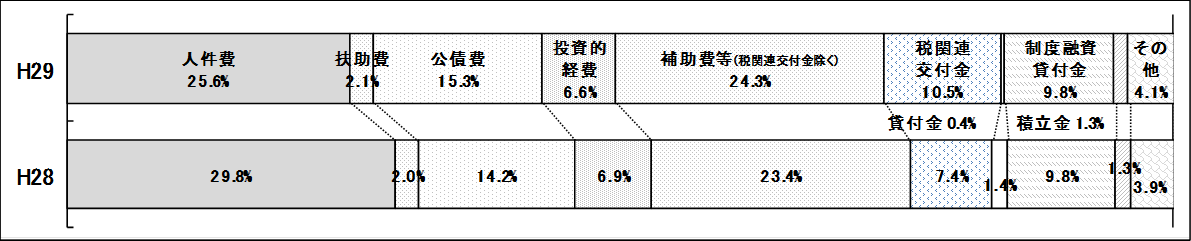 H29
人件費
25.6%
扶助費
2.1%
公債費
15.3%
投資的
経費
6.6%
補助費等(税関連交付金除く)
24.3%
税関連
交付金
10.5%
制度融資
貸付金
9.8%
その
他
4.1%
貸付金 0.4%
積立金 1.3%
H28
29.8%
2.0%
14.2%
6.9%
23.4%
7.4%
1.4%
9.8%
1.3%
3.9%